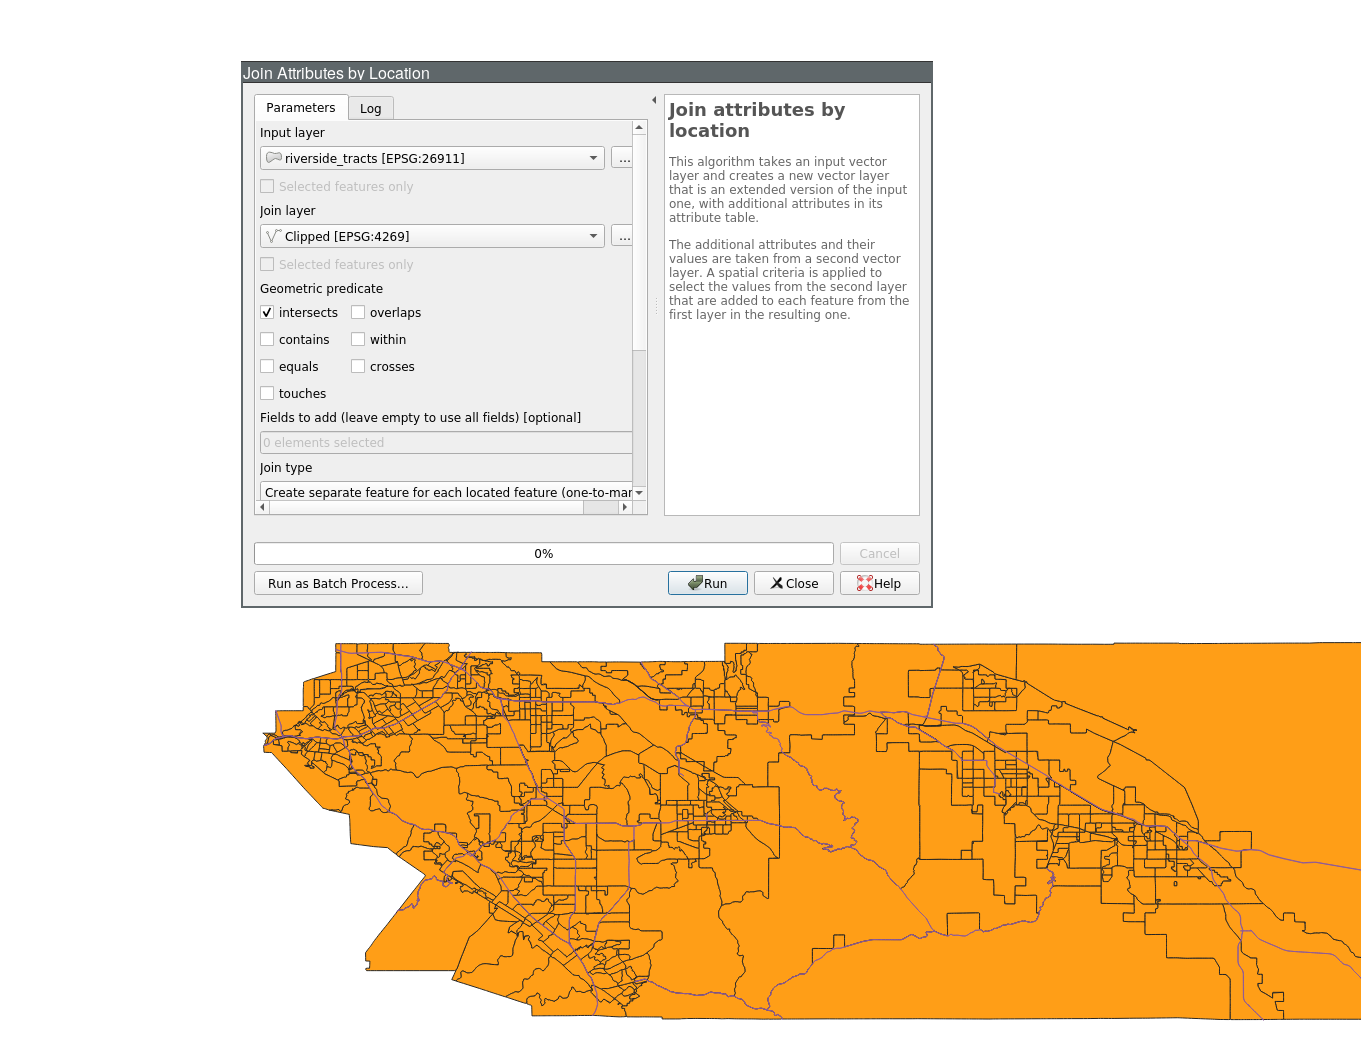 Join Attributes by Location
Parameters
Log
Input layer
riverside_tracts [EPSG:26911]
...
Selected features only
Join layer
Clipped [EPSG:4269]
...
Selected features only
Geometric predicate
intersects
overlaps
contains
within
equals
crosses
touches
Fields to add (leave empty to use all fields) [optional]
0 elements selected
Join type
Create separate feature for each located feature (one-to-mar
Join attributes by
location
This algorithm takes an input vector
layer and creates a new vector layer
that is an extended version of the input
one, with additional attributes in its
attribute table.
The additional attributes and their
values are taken from a second vector
layer. A spatial criteria is applied to
select the values from the second layer
that are added to each feature from the
first layer in the resulting one.
0%
Cancel
Run as Batch Process...
Run
Close
Help